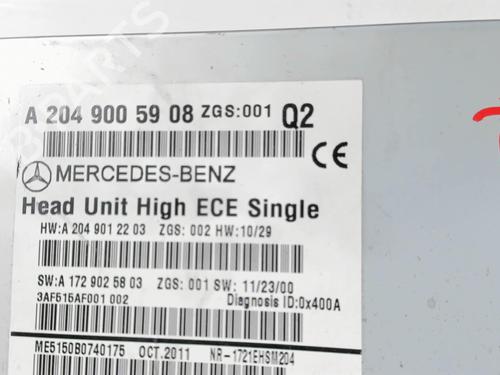 A 204 900 59 08 ZGS:001 Q2
MERCEDES-BENZ
CE
Head Unit High ECE Single
HW:A 204 901 22 03 ZGS: 002 HW:10/29
SW:A 172 902 58 03 ZGS: 001 SW: 11/23/00
3AF515AF001 002 Diagnosis ID:0x400A
ME5150B0740175 OCT.2011 NR-1721EHSM204